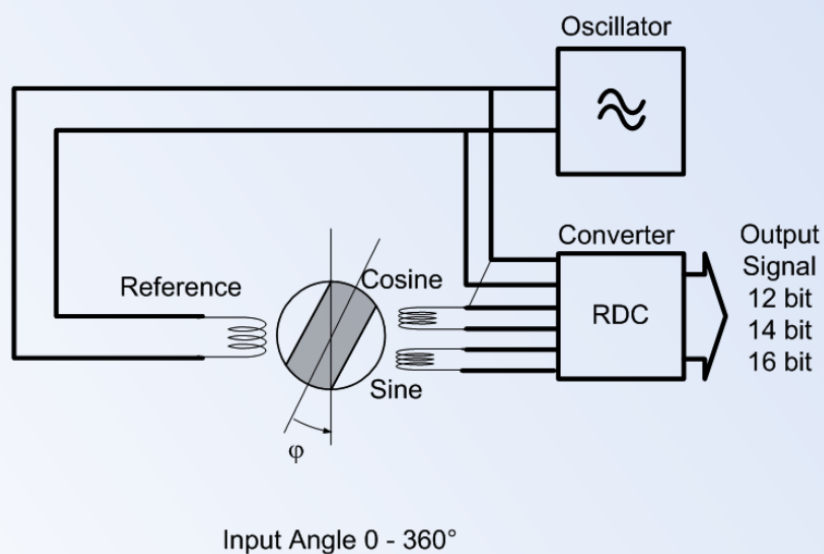 Oscillator
Converter
RDC
Output
Signal
12 bit
14 bit
16 bit
Reference
Cosine
Sine
φ
Input Angle 0 - 360°